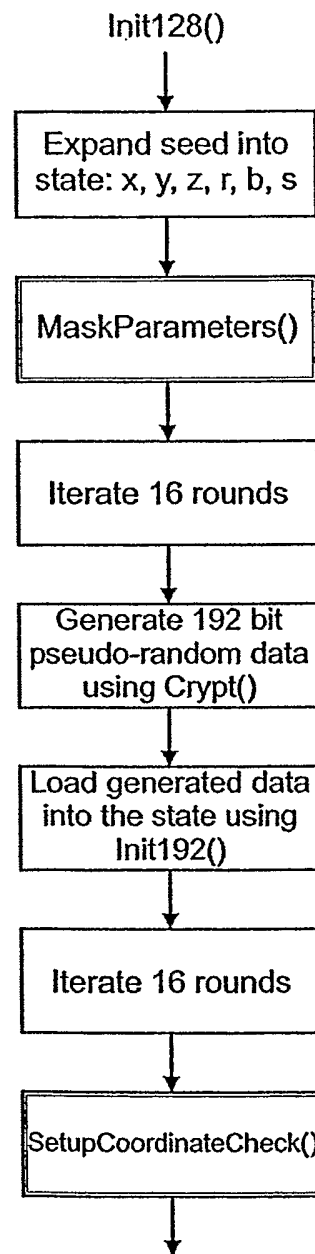 Init128()
Expand seed into
state: x, y, z, r, b, s
MaskParameters()
Iterate 16 rounds
Generate 192 bit
pseudo-random data
using Crypt()
Load generated data
into the state using
Init192()
Iterate 16 rounds
SetupCoordinateCheck()